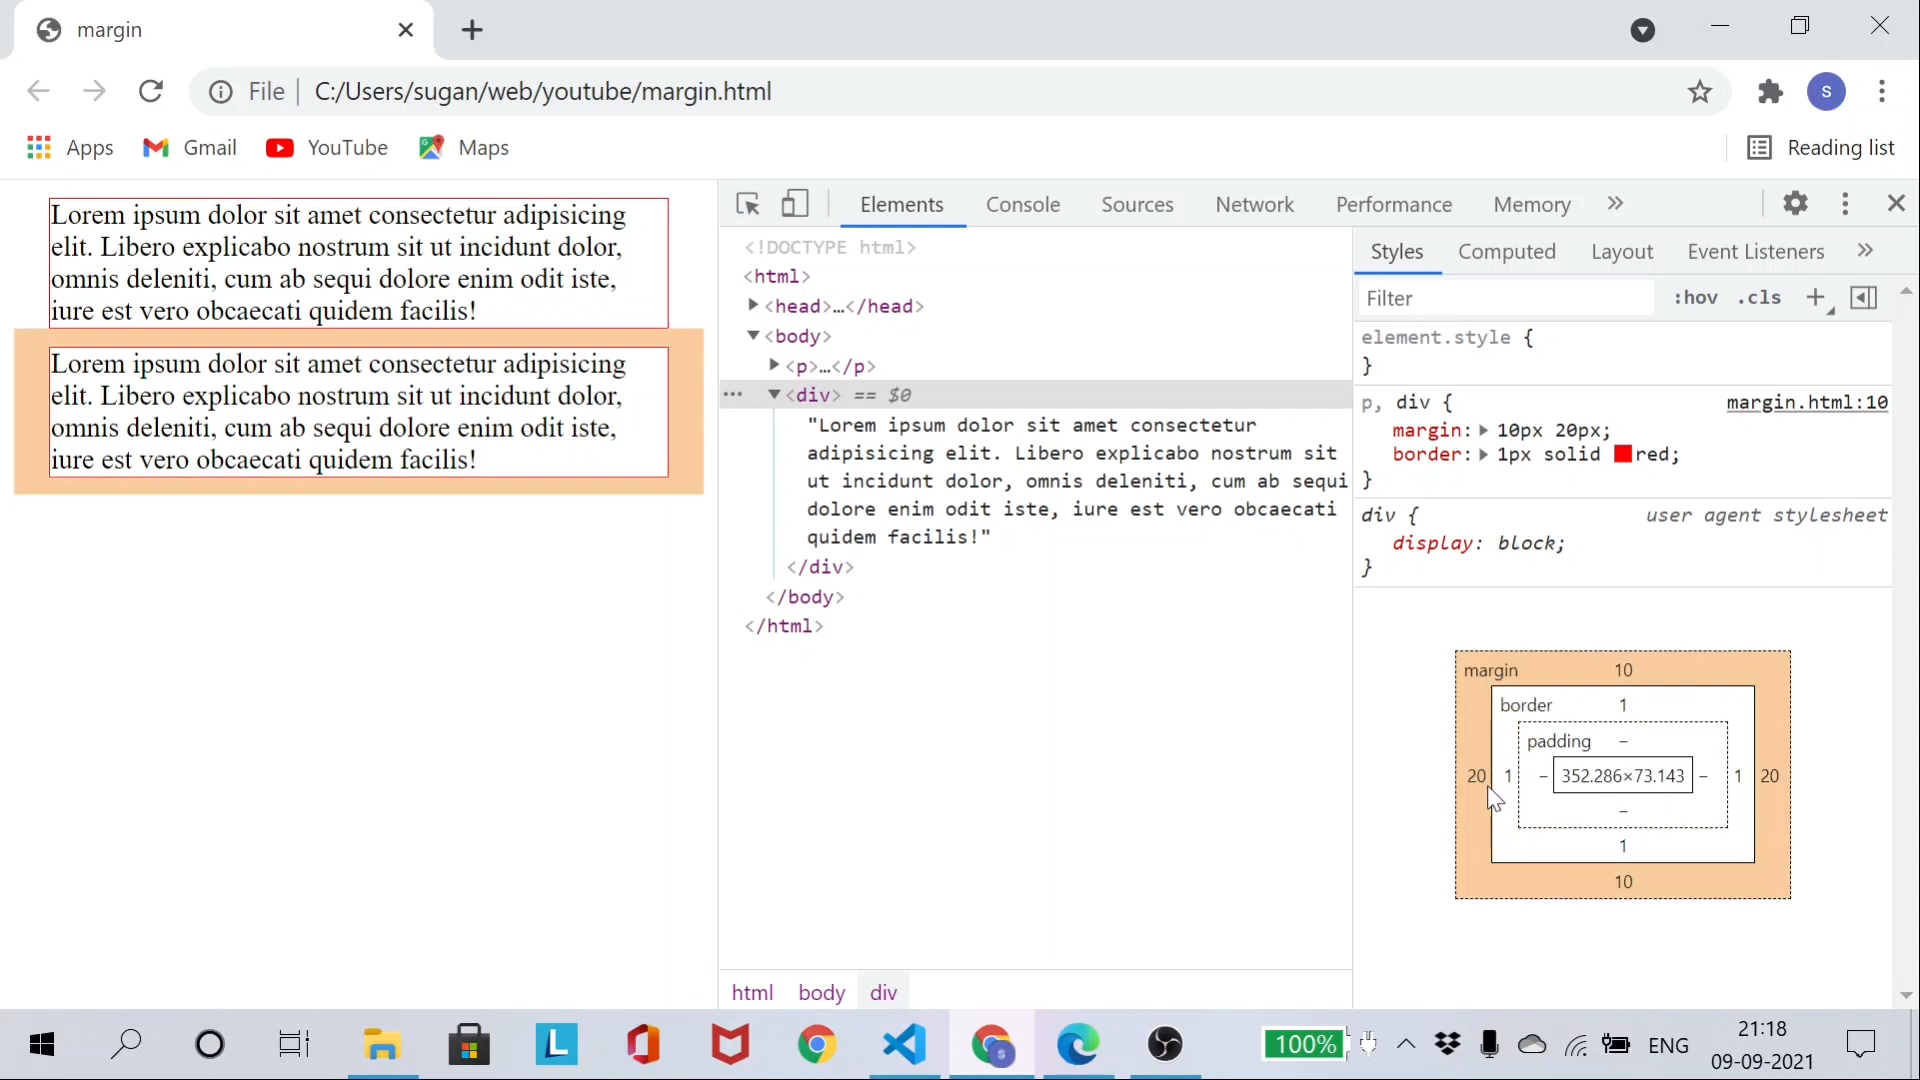 margin
File
C:/Users/sugan/web/youtube/margin.html
S
Apps
Gmail
YouTube
Maps
Reading list
Lorem ipsum dolor sit amet consectetur adipisicing
elit. Libero explicabo nostrum sit ut incidunt dolor,
omnis deleniti, cum ab sequi dolore enim odit iste,
iure est vero obcaecati quidem facilis!
Lorem ipsum dolor sit amet consectetur adipisicing
elit. Libero explicabo nostrum sit ut incidunt dolor,
omnis deleniti, cum ab sequi dolore enim odit iste,
iure est vero obcaecati quidem facilis!
Elements
Console
Sources
Network
Performance
Memory
<!DOCTYPE html>
<html>
<head>…</head>
<body>
<p>…</p>
<div> == $0
"Lorem ipsum dolor sit amet consectetur
adipisicing elit. Libero explicabo nostrum sit
ut incidunt dolor, omnis deleniti, cum ab sequi
dolore enim odit iste, iure est vero obcaecati
quidem facilis!"
</div>
</body>
</html>
html
body
div
Styles
Computed
Layout
Event Listeners
Filter
:hov
.cls
element.style {
}
p, div {
margin.html:10
margin: 10px 20px;
border: 1px solid red;
}
div {
user agent stylesheet
display: block;
}
margin 10
border 1
padding –
20 1 – 352.286×73.143 – 1 20
–
1
10
L
S
100%
ENG
21:18
09-09-2021